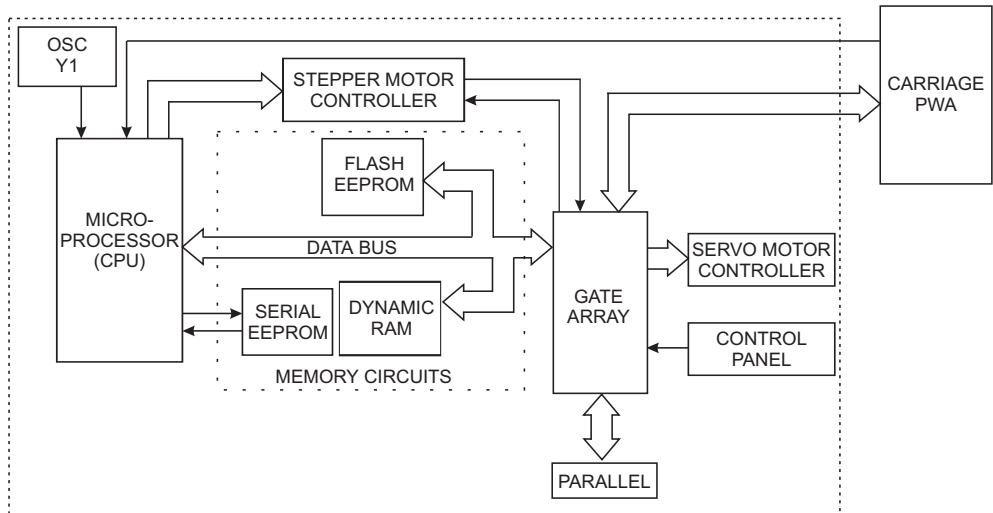 OSC
Y1
STEPPER MOTOR
CONTROLLER
CARRIAGE
PWA
FLASH
EEPROM
MICRO-
PROCESSOR
(CPU)
DATA BUS
SERVO MOTOR
CONTROLLER
GATE
ARRAY
SERIAL
EEPROM
DYNAMIC
RAM
CONTROL
PANEL
MEMORY CIRCUITS
PARALLEL